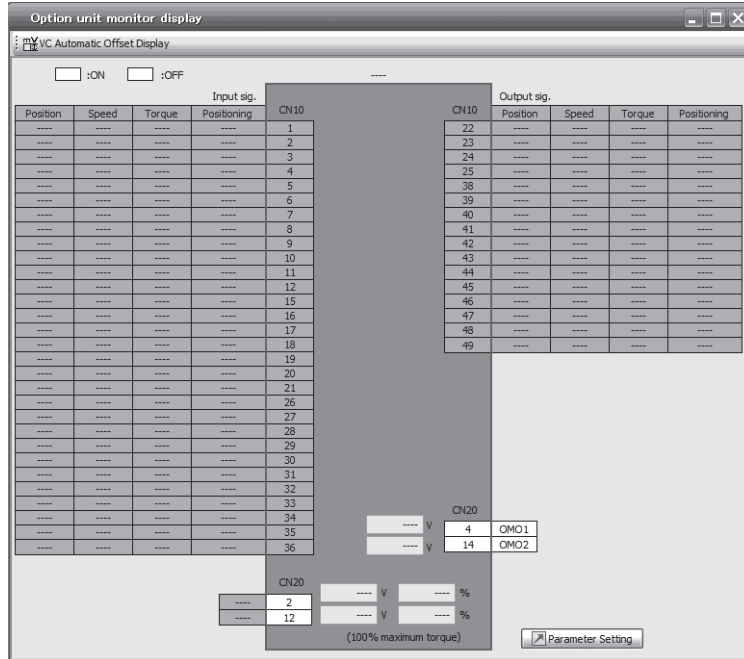 Option unit monitor display
VC Automatic Offset Display
:ON :OFF ----
Input sig. Output sig.
Position Speed Torque Positioning CN10 CN10 Position Speed Torque Positioning
---- ---- ---- ---- 1 22 ---- ---- ---- ----
---- ---- ---- ---- 2 23 ---- ---- ---- ----
---- ---- ---- ---- 3 24 ---- ---- ---- ----
---- ---- ---- ---- 4 25 ---- ---- ---- ----
---- ---- ---- ---- 5 38 ---- ---- ---- ----
---- ---- ---- ---- 6 39 ---- ---- ---- ----
---- ---- ---- ---- 7 40 ---- ---- ---- ----
---- ---- ---- ---- 8 41 ---- ---- ---- ----
---- ---- ---- ---- 9 42 ---- ---- ---- ----
---- ---- ---- ---- 10 43 ---- ---- ---- ----
---- ---- ---- ---- 11 44 ---- ---- ---- ----
---- ---- ---- ---- 12 45 ---- ---- ---- ----
---- ---- ---- ---- 15 46 ---- ---- ---- ----
---- ---- ---- ---- 16 47 ---- ---- ---- ----
---- ---- ---- ---- 17 48 ---- ---- ---- ----
---- ---- ---- ---- 18 49 ---- ---- ---- ----
---- ---- ---- ---- 19
---- ---- ---- ---- 20
---- ---- ---- ---- 21
---- ---- ---- ---- 26
---- ---- ---- ---- 27
---- ---- ---- ---- 28
---- ---- ---- ---- 29
---- ---- ---- ---- 30
---- ---- ---- ---- 31
---- ---- ---- ---- 32
---- ---- ---- ---- 33
---- ---- ---- ---- 34 CN20
---- ---- ---- ---- 35 ---- V 4 OMO1
---- ---- ---- ---- 36 ---- V 14 OMO2
CN20
---- 2 ---- V ---- %
---- 12 ---- V ---- %
(100% maximum torque)
Parameter Setting